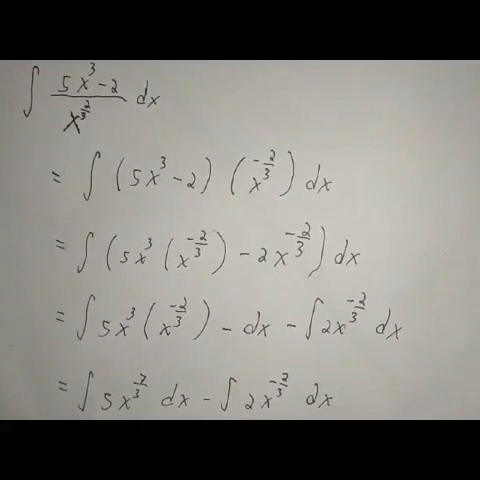 ∫ (5x³ - 2)/(x^(2/3)) dx
= ∫ (5x³ - 2) (x^(-2/3)) dx
= ∫ (5x³ (x^(-2/3)) - 2x^(-2/3)) dx
= ∫ 5x³ (x^(-2/3)) - dx - ∫ 2x^(-2/3) dx
= ∫ 5x^(7/3) dx - ∫ 2x^(-2/3) dx